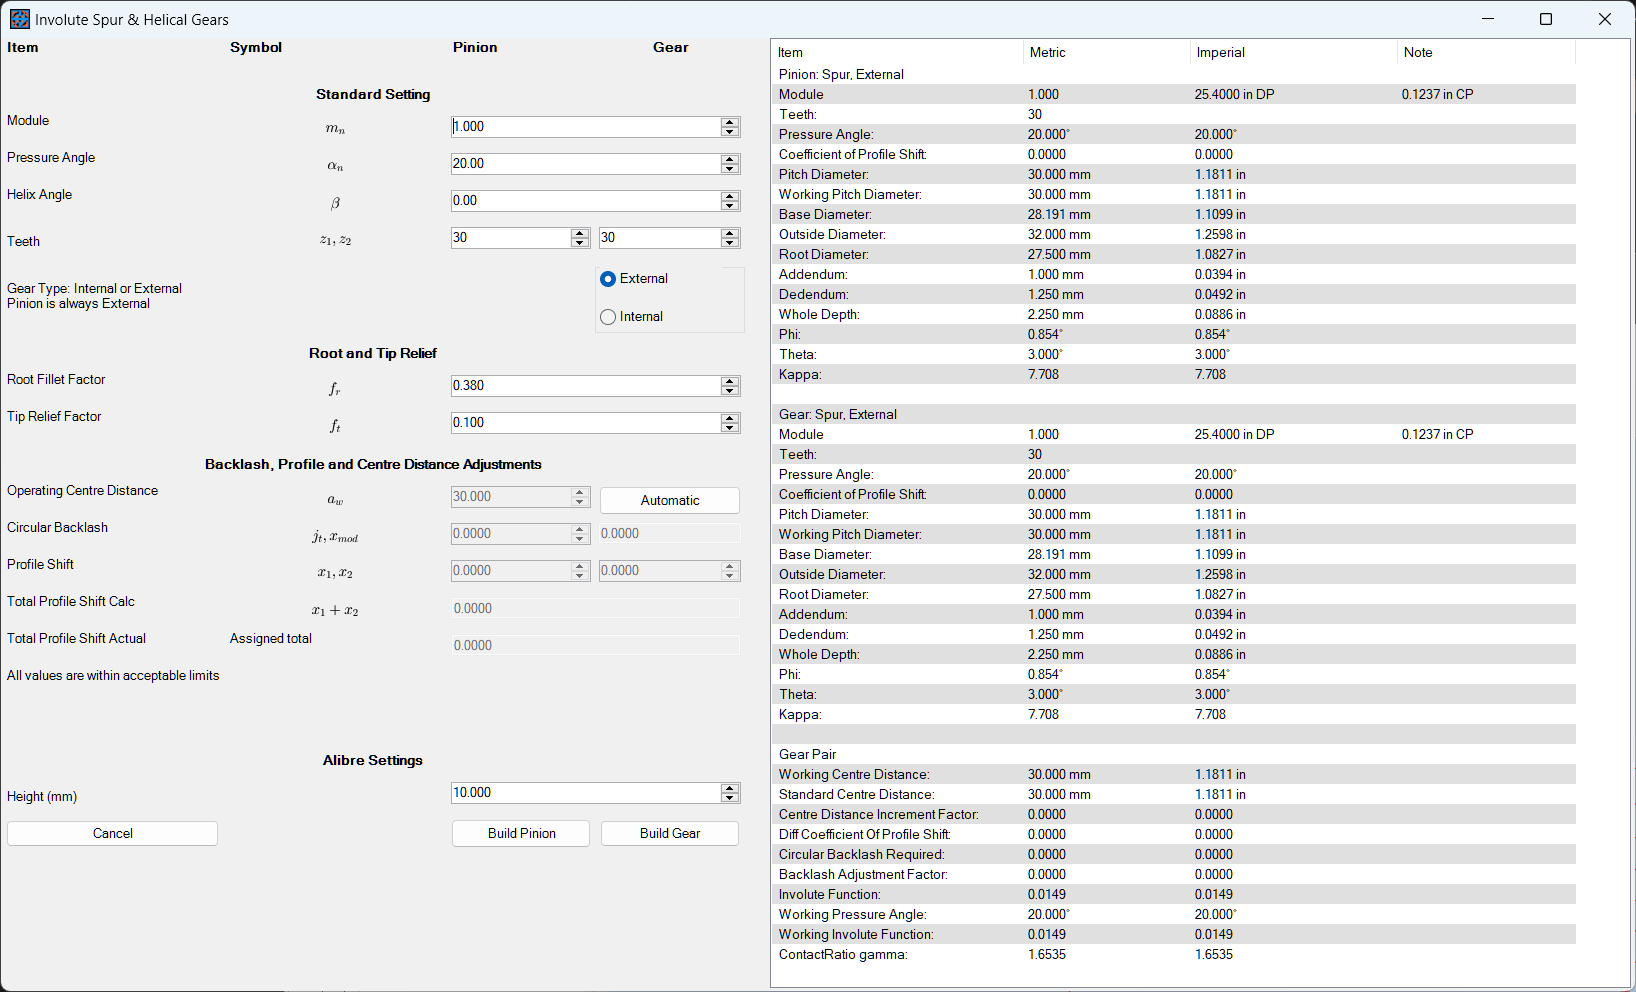 Involute Spur & Helical Gears
Item Symbol Pinion Gear
Standard Setting
Module mn 1.000
Pressure Angle αn 20.00
Helix Angle β 0.00
Teeth z1, z2 30 30
Gear Type: Internal or External
Pinion is always External
External
Internal
Root and Tip Relief
Root Fillet Factor fr 0.380
Tip Relief Factor ft 0.100
Backlash, Profile and Centre Distance Adjustments
Operating Centre Distance aw 30.000 Automatic
Circular Backlash jt, xmod 0.0000 0.0000
Profile Shift x1, x2 0.0000 0.0000
Total Profile Shift Calc x1 + x2 0.0000
Total Profile Shift Actual Assigned total 0.0000
All values are within acceptable limits
Alibre Settings
Height (mm) 10.000
Cancel Build Pinion Build Gear
Item Metric Imperial Note
Pinion: Spur, External
Module 1.000 25.4000 in DP 0.1237 in CP
Teeth: 30
Pressure Angle: 20.000° 20.000°
Coefficient of Profile Shift: 0.0000 0.0000
Pitch Diameter: 30.000 mm 1.1811 in
Working Pitch Diameter: 30.000 mm 1.1811 in
Base Diameter: 28.191 mm 1.1099 in
Outside Diameter: 32.000 mm 1.2598 in
Root Diameter: 27.500 mm 1.0827 in
Addendum: 1.000 mm 0.0394 in
Dedendum: 1.250 mm 0.0492 in
Whole Depth: 2.250 mm 0.0886 in
Phi: 0.854° 0.854°
Theta: 3.000° 3.000°
Kappa: 7.708 7.708
Gear: Spur, External
Module 1.000 25.4000 in DP 0.1237 in CP
Teeth: 30
Pressure Angle: 20.000° 20.000°
Coefficient of Profile Shift: 0.0000 0.0000
Pitch Diameter: 30.000 mm 1.1811 in
Working Pitch Diameter: 30.000 mm 1.1811 in
Base Diameter: 28.191 mm 1.1099 in
Outside Diameter: 32.000 mm 1.2598 in
Root Diameter: 27.500 mm 1.0827 in
Addendum: 1.000 mm 0.0394 in
Dedendum: 1.250 mm 0.0492 in
Whole Depth: 2.250 mm 0.0886 in
Phi: 0.854° 0.854°
Theta: 3.000° 3.000°
Kappa: 7.708 7.708
Gear Pair
Working Centre Distance: 30.000 mm 1.1811 in
Standard Centre Distance: 30.000 mm 1.1811 in
Centre Distance Increment Factor: 0.0000 0.0000
Diff Coefficient Of Profile Shift: 0.0000 0.0000
Circular Backlash Required: 0.0000 0.0000
Backlash Adjustment Factor: 0.0000 0.0000
Involute Function: 0.0149 0.0149
Working Pressure Angle: 20.000° 20.000°
Working Involute Function: 0.0149 0.0149
ContactRatio gamma: 1.6535 1.6535